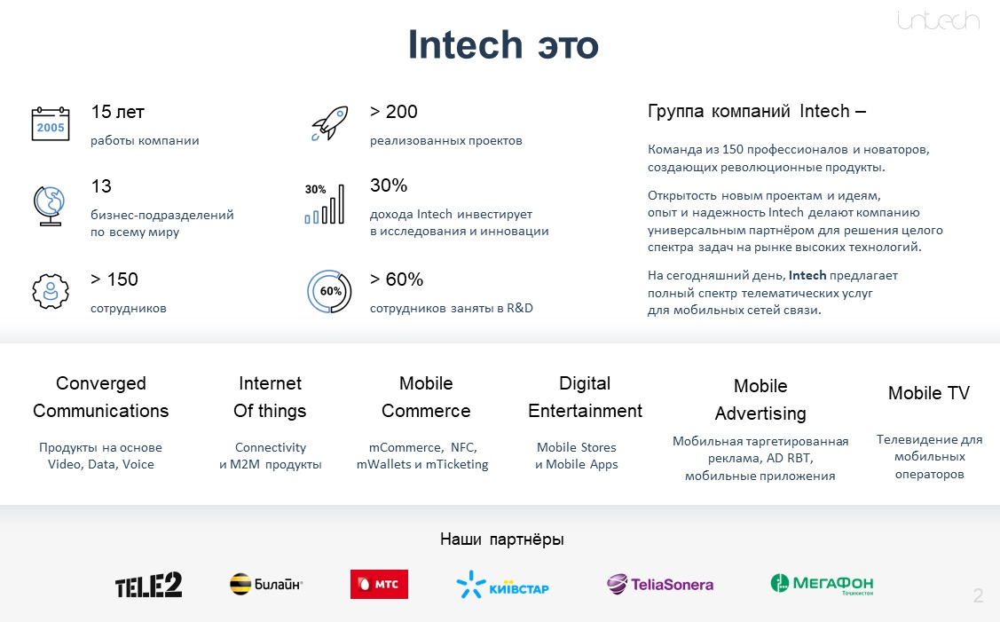 intech
Intech это
2005
15 лет
работы компании
> 200
реализованных проектов
13
бизнес-подразделений
по всему миру
30%
30%
дохода Intech инвестирует
в исследования и инновации
> 150
сотрудников
60%
> 60%
сотрудников заняты в R&D
Группа компаний Intech –
Команда из 150 профессионалов и новаторов,
создающих революционные продукты.
Открытость новым проектам и идеям,
опыт и надежность Intech делают компанию
универсальным партнёром для решения целого
спектра задач на рынке высоких технологий.
На сегодняшний день, Intech предлагает
полный спектр телематических услуг
для мобильных сетей связи.
Converged
Communications
Продукты на основе
Video, Data, Voice
Internet
Of things
Connectivity
и M2M продукты
Mobile
Commerce
mCommerce, NFC,
mWallets и mTicketing
Digital
Entertainment
Mobile Stores
и Mobile Apps
Mobile
Advertising
Мобильная таргетированная
реклама, AD RBT,
мобильные приложения
Mobile TV
Телевидение для
мобильных
операторов
Наши партнёры
TELE2
Билайн®
МТС
КИЇВСТАР
TeliaSonera
МЕГАФОН
Точикистон
2